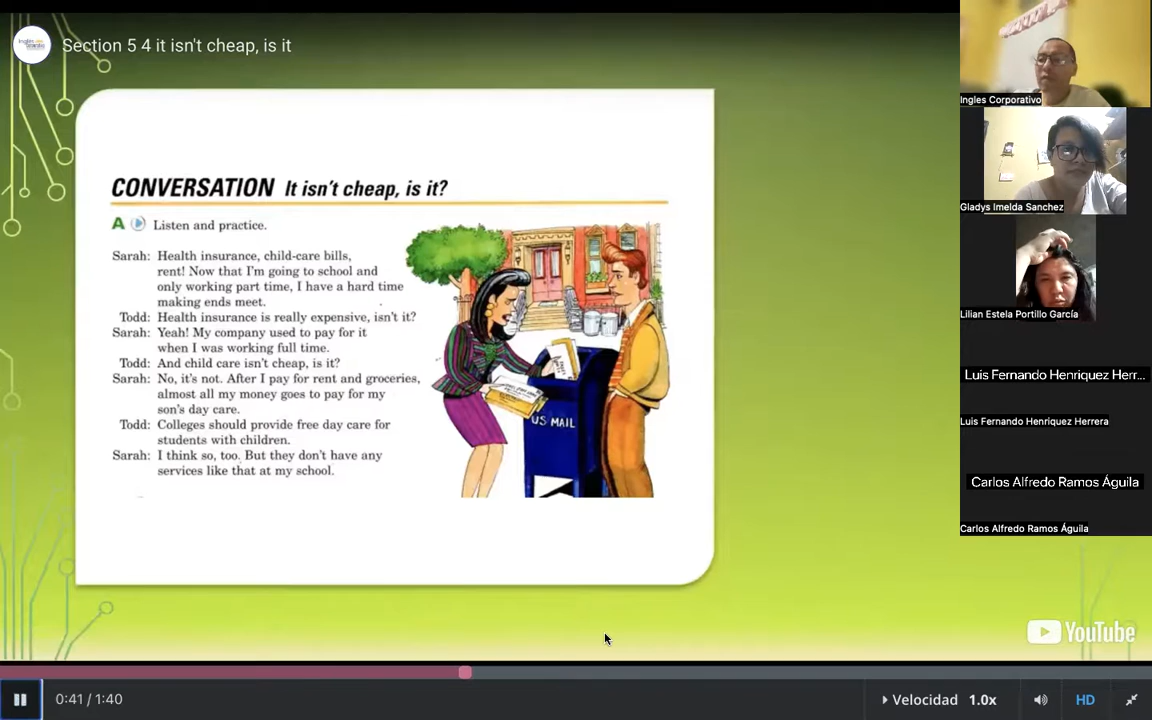 Section 5 4 it isn't cheap, is it
CONVERSATION It isn't cheap, is it?
A Listen and practice.
Sarah: Health insurance, child-care bills,
rent! Now that I'm going to school and
only working part time, I have a hard time
making ends meet.
Todd: Health insurance is really expensive, isn't it?
Sarah: Yeah! My company used to pay for it
when I was working full time.
Todd: And child care isn't cheap, is it?
Sarah: No, it's not. After I pay for rent and groceries,
almost all my money goes to pay for my
son's day care.
Todd: Colleges should provide free day care for
students with children.
Sarah: I think so, too. But they don't have any
services like that at my school.
US MAIL
Ingles Corporativo
Gladys Imelda Sanchez
Lilian Estela Portillo García
Luis Fernando Henriquez Herr...
Luis Fernando Henriquez Herrera
Carlos Alfredo Ramos Águila
Carlos Alfredo Ramos Águila
YouTube
0:41 / 1:40
Velocidad 1.0x
HD